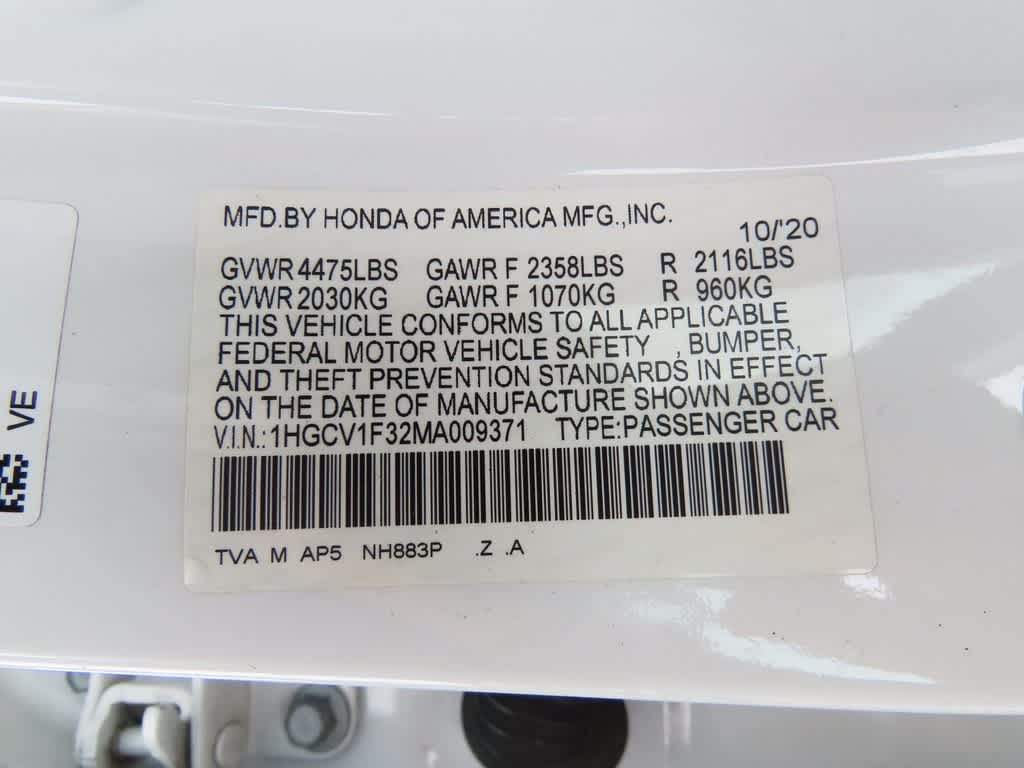 MFD.BY HONDA OF AMERICA MFG.,INC.
10/'20
GVWR 4475LBS GAWR F 2358LBS R 2116LBS
GVWR 2030KG GAWR F 1070KG R 960KG
THIS VEHICLE CONFORMS TO ALL APPLICABLE
FEDERAL MOTOR VEHICLE SAFETY , BUMPER,
AND THEFT PREVENTION STANDARDS IN EFFECT
ON THE DATE OF MANUFACTURE SHOWN ABOVE.
V.I.N.: 1HGCV1F32MA009371 TYPE:PASSENGER CAR
TVA M AP5 NH883P .Z .A
VE